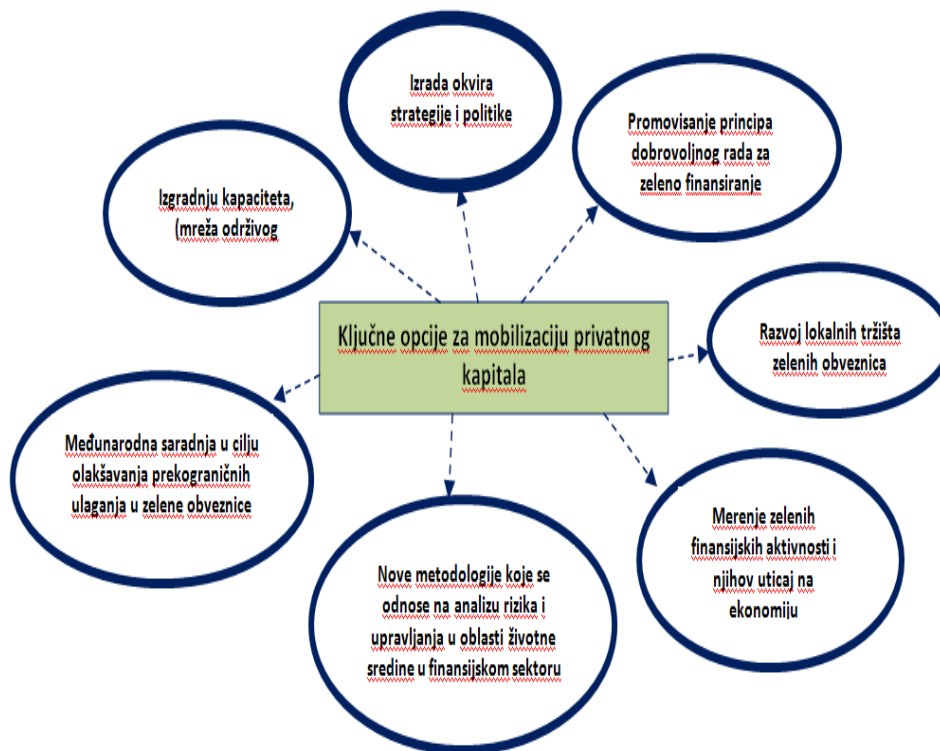 Izrada okvira
strategije i politike
Promovisanje principa
dobrovoljnog rada za
zeleno finansiranje
Izgradnju kapaciteta,
(mreža održivog
Ključne opcije za mobilizaciju privatnog
kapitala
Razvoj lokalnih tržišta
zelenih obveznica
Međunarodna saradnja u cilju
olakšavanja prekograničnih
ulaganja u zelene obveznice
Merenje zelenih
finansijskih aktivnosti i
njihov uticaj na
ekonomiju
Nove metodologije koje se
odnose na analizu rizika i
upravljanja u oblasti životne
sredine u finansijskom sektoru